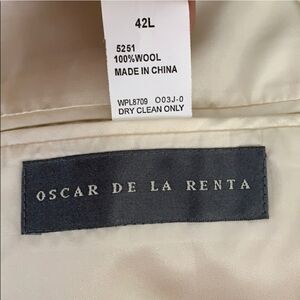 42L
5251
100%WOOL
MADE IN CHINA
WPL8709 O03J-0
DRY CLEAN ONLY
OSCAR DE LA RENTA